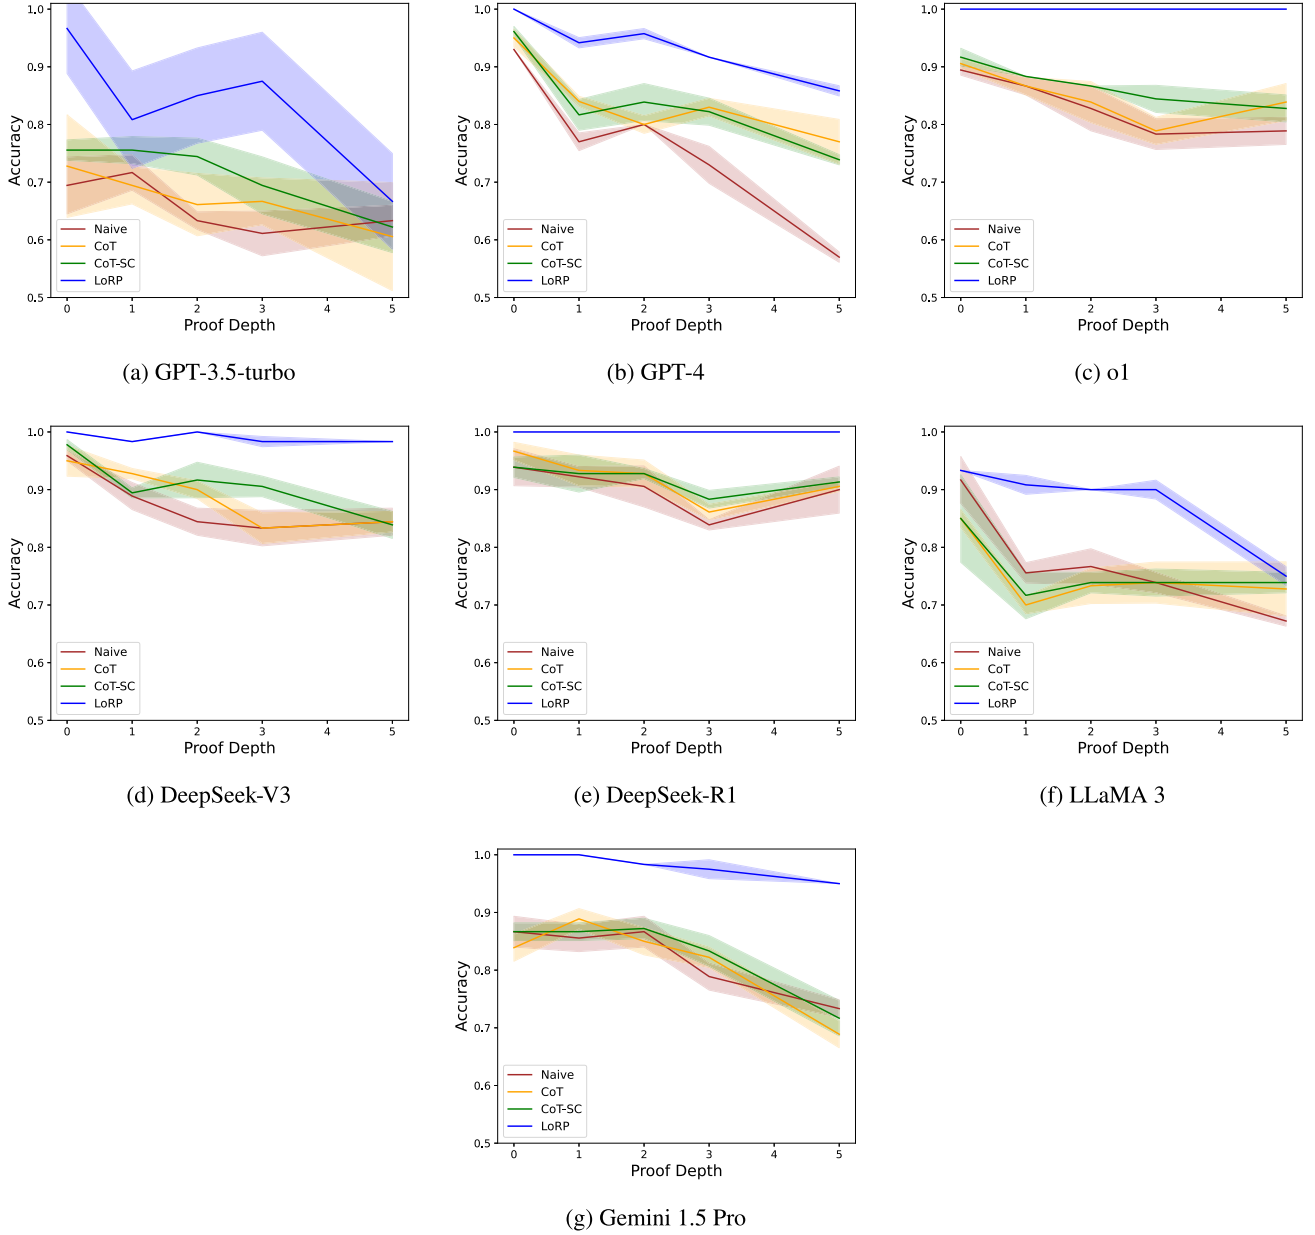 1.0
0.9
0.8
0.7
0.6
0.5
Accuracy
Naive
CoT
CoT-SC
LoRP
0 1 2 3 4 5
Proof Depth
(a) GPT-3.5-turbo
1.0
0.9
0.8
0.7
0.6
0.5
Accuracy
Naive
CoT
CoT-SC
LoRP
0 1 2 3 4 5
Proof Depth
(b) GPT-4
1.0
0.9
0.8
0.7
0.6
0.5
Accuracy
Naive
CoT
CoT-SC
LoRP
0 1 2 3 4 5
Proof Depth
(c) o1
1.0
0.9
0.8
0.7
0.6
0.5
Accuracy
Naive
CoT
CoT-SC
LoRP
0 1 2 3 4 5
Proof Depth
(d) DeepSeek-V3
1.0
0.9
0.8
0.7
0.6
0.5
Accuracy
Naive
CoT
CoT-SC
LoRP
0 1 2 3 4 5
Proof Depth
(e) DeepSeek-R1
1.0
0.9
0.8
0.7
0.6
0.5
Accuracy
Naive
CoT
CoT-SC
LoRP
0 1 2 3 4 5
Proof Depth
(f) LLaMA 3
1.0
0.9
0.8
0.7
0.6
0.5
Accuracy
Naive
CoT
CoT-SC
LoRP
0 1 2 3 4 5
Proof Depth
(g) Gemini 1.5 Pro